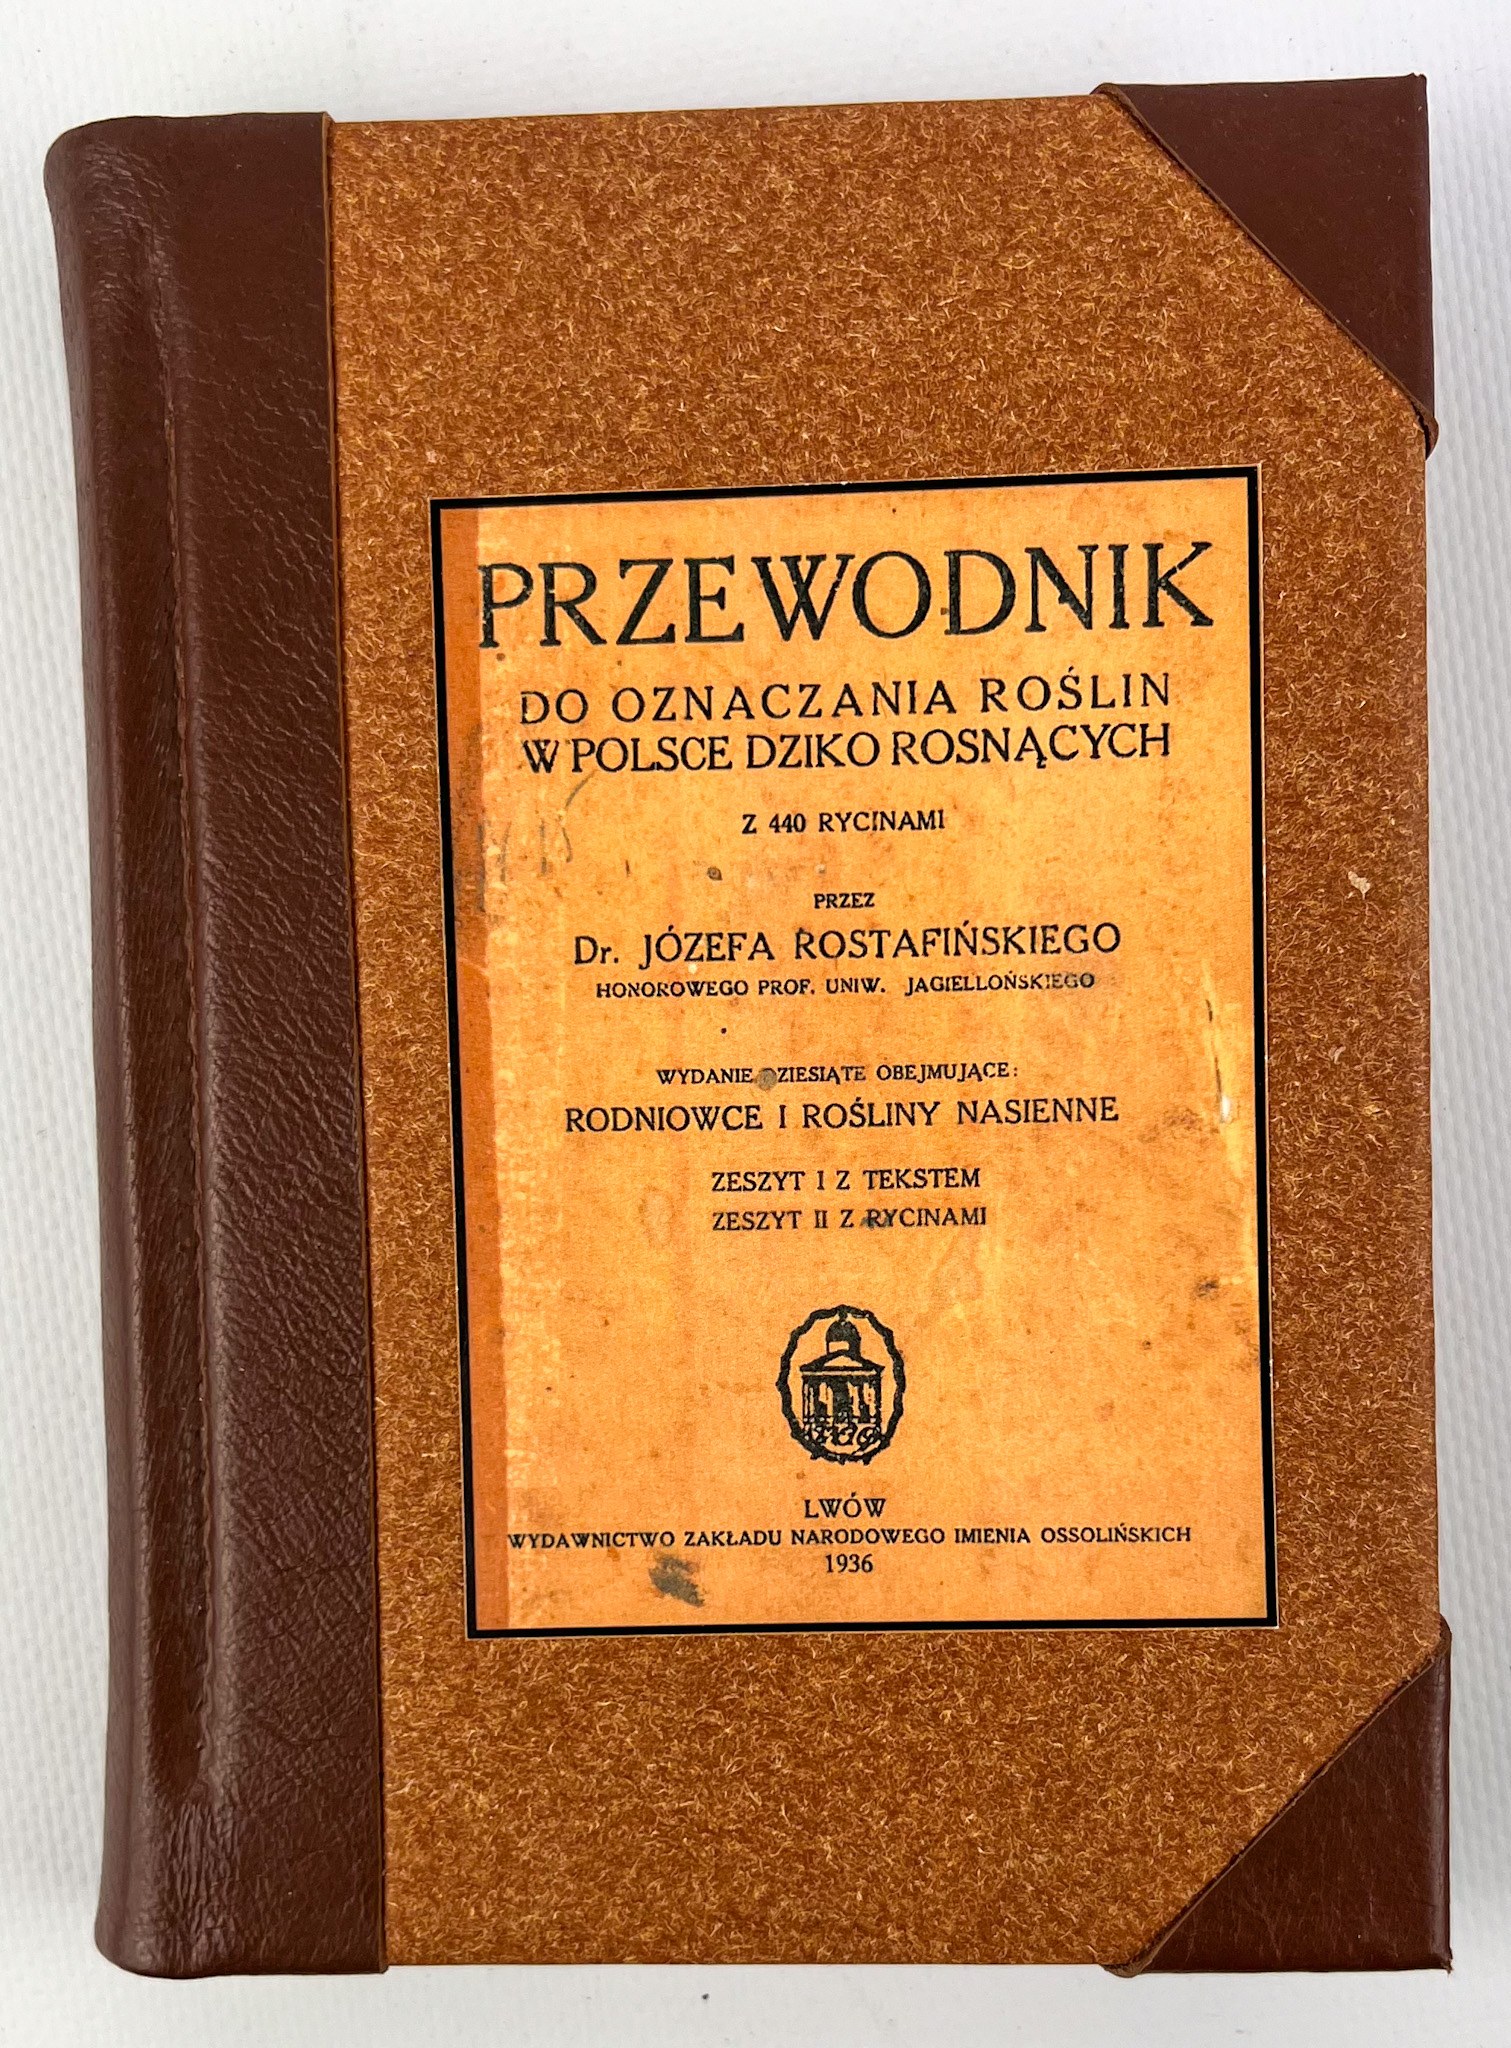 PRZEWODNIK
DO OZNACZANIA ROŚLIN
W POLSCE DZIKO ROSNĄCYCH
Z 440 RYCINAMI
PRZEZ
Dr. JÓZEFA ROSTAFIŃSKIEGO
HONOROWEGO PROF. UNIW. JAGIELLOŃSKIEGO
WYDANIE DZIESIĄTE OBEJMUJĄCE:
RODNIOWCE I ROŚLINY NASIENNE
ZESZYT I Z TEKSTEM
ZESZYT II Z RYCINAMI
LWÓW
WYDAWNICTWO ZAKŁADU NARODOWEGO IMIENIA OSSOLIŃSKICH
1936